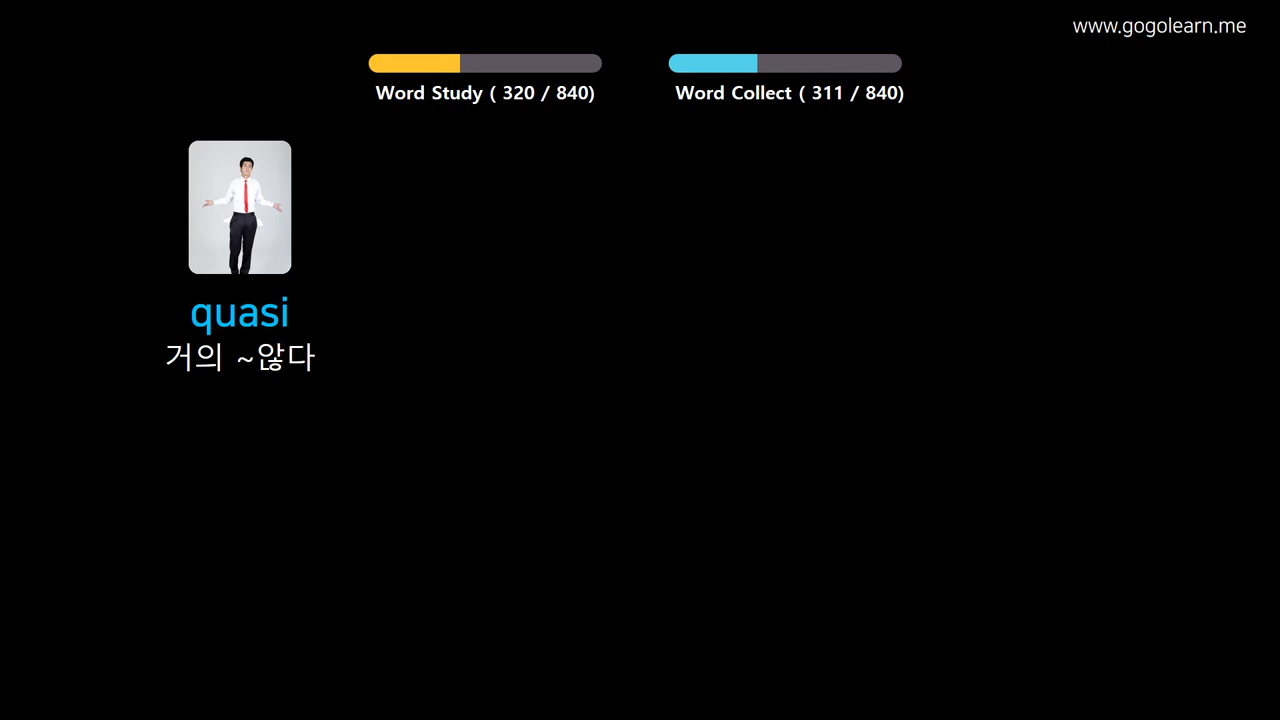 www.gogolearn.me
Word Study ( 320 / 840)
Word Collect ( 311 / 840)
quasi
거의 ~않다